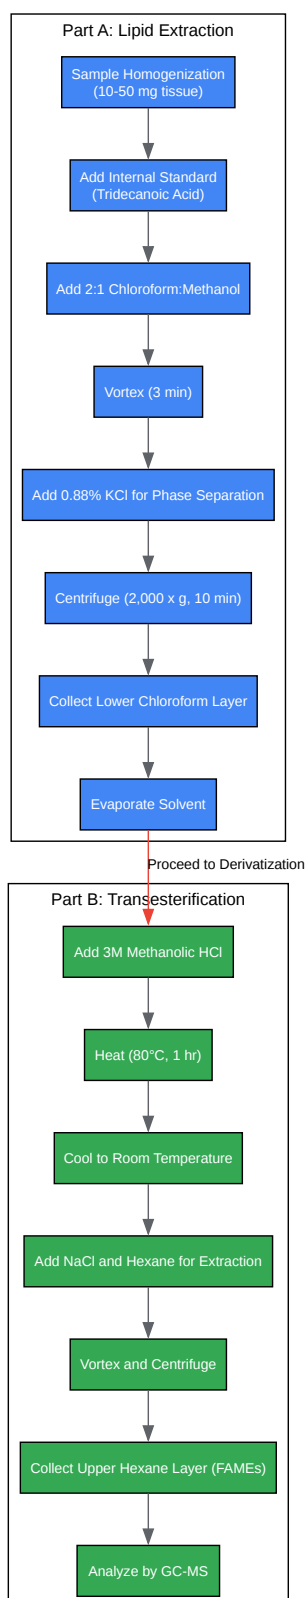 Part A: Lipid Extraction
Sample Homogenization
(10-50 mg tissue)
Add Internal Standard
(Tridecanoic Acid)
Add 2:1 Chloroform:Methanol
Vortex (3 min)
Add 0.88% KCl for Phase Separation
Centrifuge (2,000 x g, 10 min)
Collect Lower Chloroform Layer
Evaporate Solvent
Proceed to Derivatization
Part B: Transesterification
Add 3M Methanolic HCl
Heat (80°C, 1 hr)
Cool to Room Temperature
Add NaCl and Hexane for Extraction
Vortex and Centrifuge
Collect Upper Hexane Layer (FAMEs)
Analyze by GC-MS